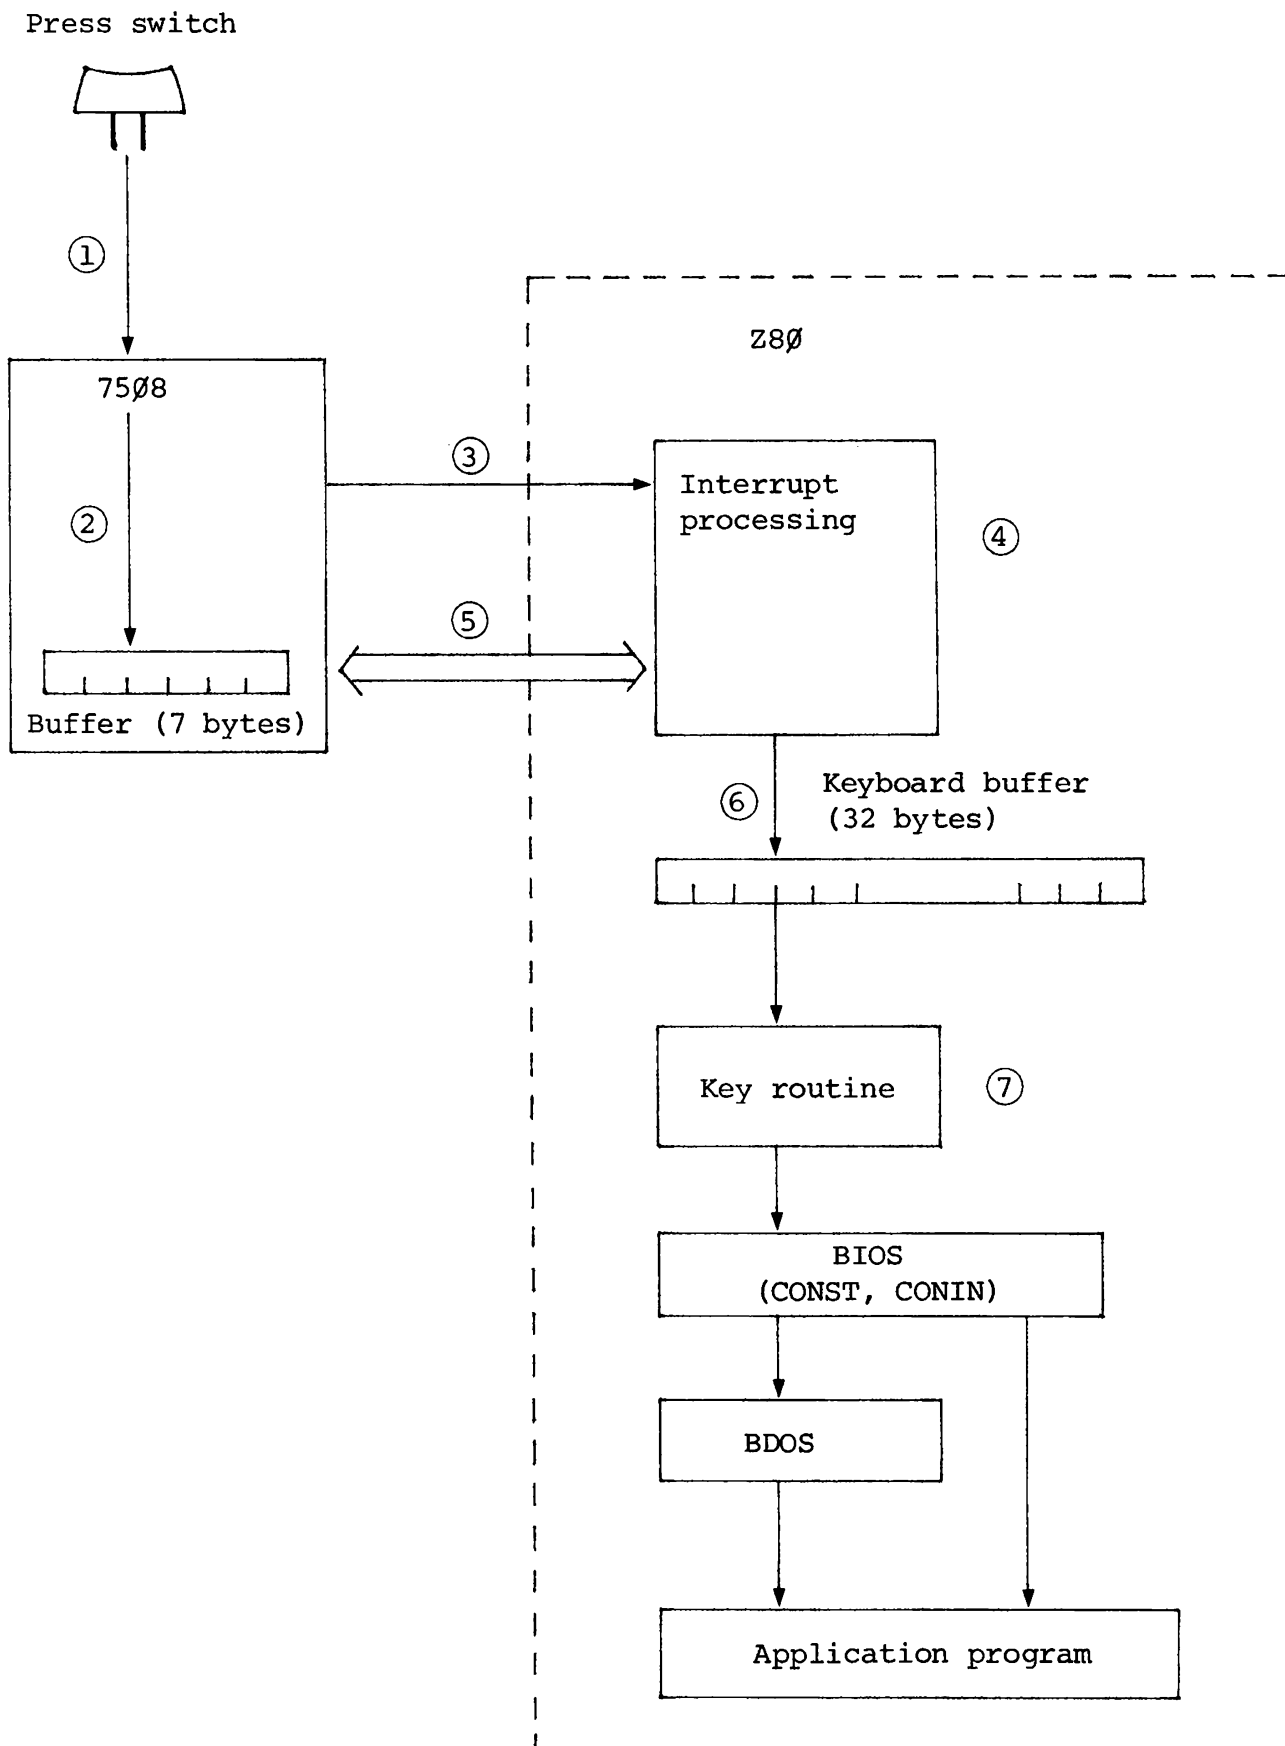 Press switch
①
Z8Ø
75Ø8
③
Interrupt
processing
②
④
⑤
Buffer (7 bytes)
Keyboard buffer
(32 bytes)
⑥
Key routine
⑦
BIOS
(CONST, CONIN)
BDOS
Application program